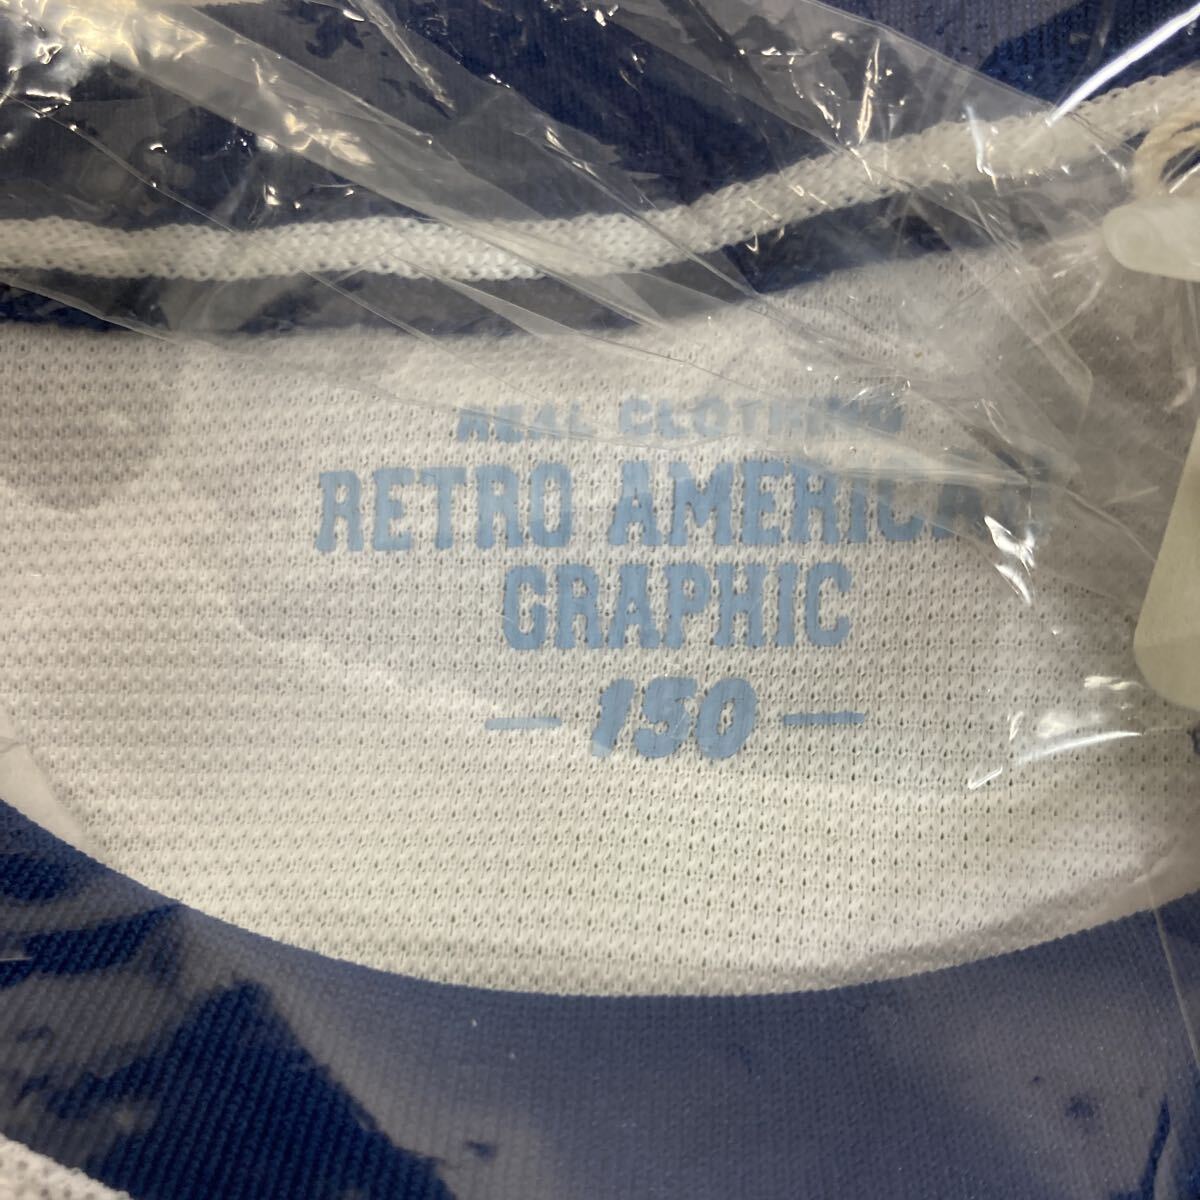 REAL CLOTHING
RETRO AMERICAN
GRAPHIC
- 150 -